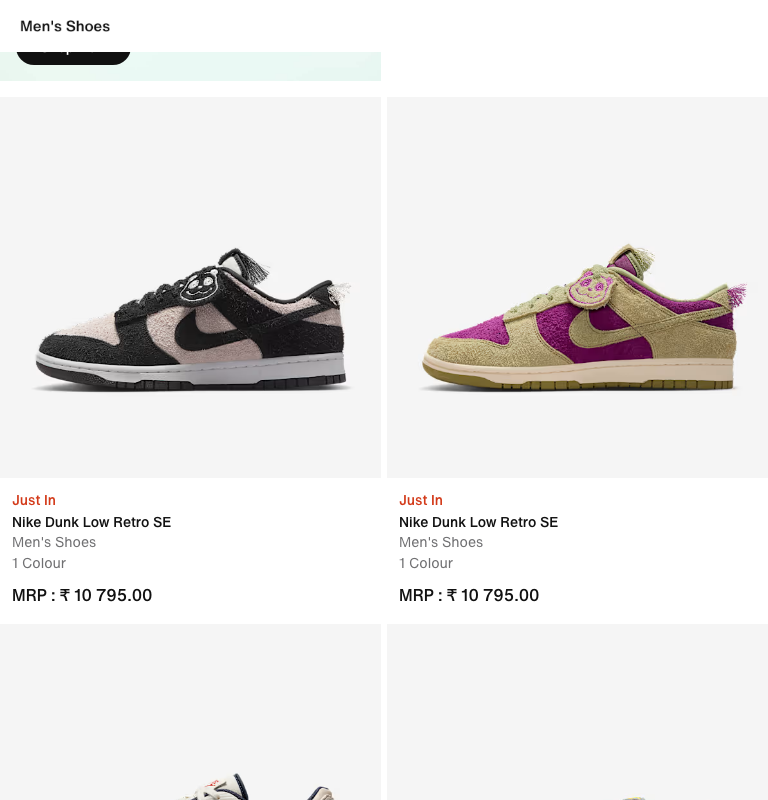 Men's Shoes
Just In
Nike Dunk Low Retro SE
Men's Shoes
1 Colour
MRP : ₹ 10 795.00
Just In
Nike Dunk Low Retro SE
Men's Shoes
1 Colour
MRP : ₹ 10 795.00